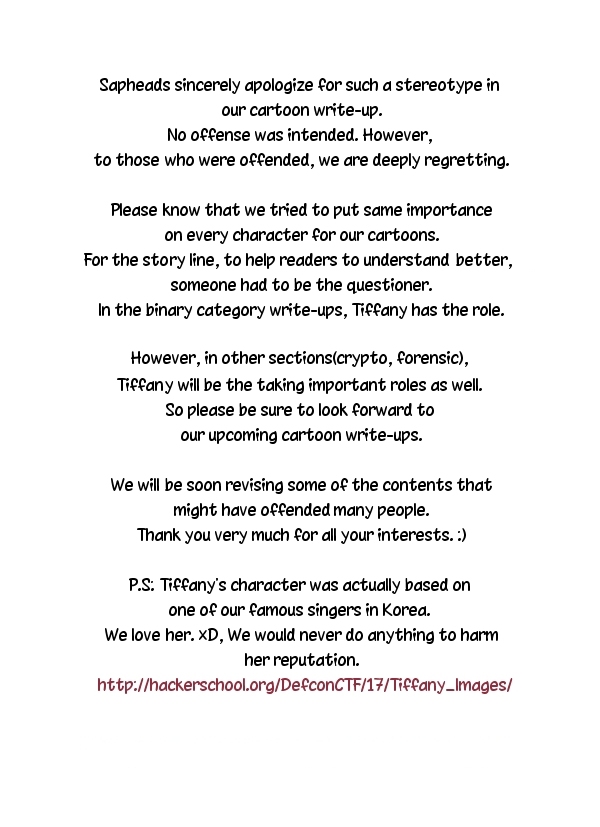 Sapheads sincerely apologize for such a stereotype in
our cartoon write-up.
No offense was intended. However,
to those who were offended, we are deeply regretting.
Please know that we tried to put same importance
on every character for our cartoons.
For the story line, to help readers to understand better,
someone had to be the questioner.
In the binary category write-ups, Tiffany has the role.
However, in other sections(crypto, forensic),
Tiffany will be the taking important roles as well.
So please be sure to look forward to
our upcoming cartoon write-ups.
We will be soon revising some of the contents that
might have offended many people.
Thank you very much for all your interests. :)
P.S: Tiffany's character was actually based on
one of our famous singers in Korea.
We love her. XD, We would never do anything to harm
her reputation.
http://hackerschool.org/DefconCTF/17/Tiffany_Images/